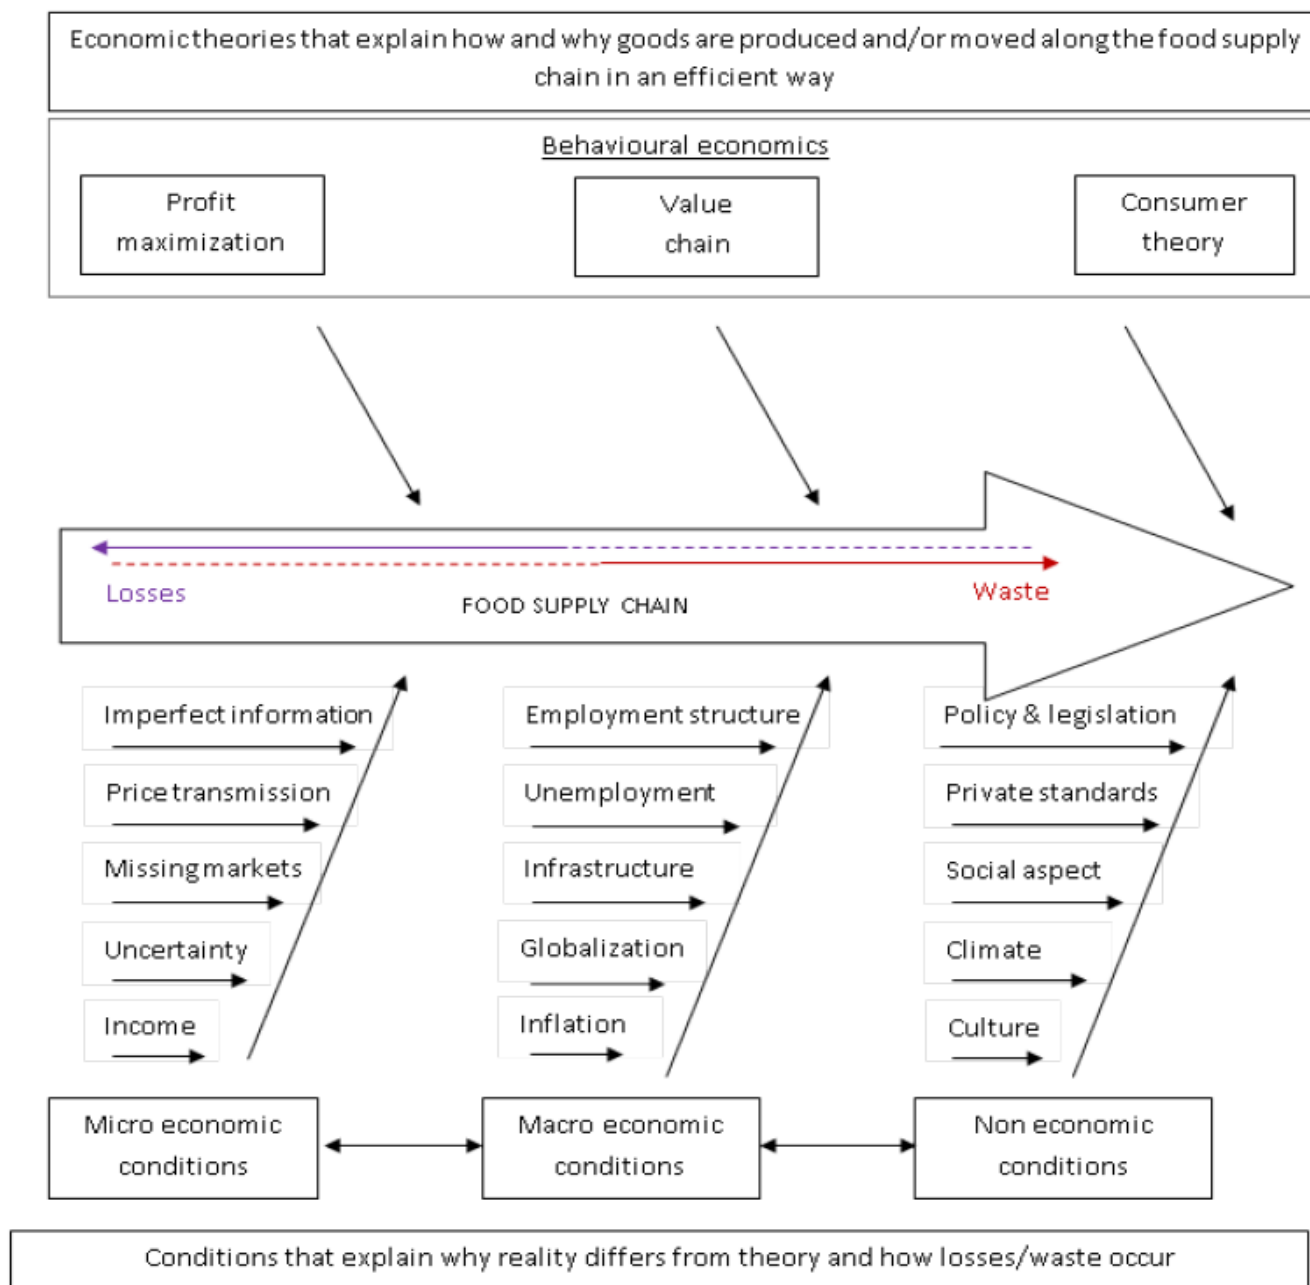 Economic theories that explain how and why goods are produced and/or moved along the food supply
chain in an efficient way
Behavioural economics
Profit
maximization
Value
chain
Consumer
theory
Losses
Waste
FOOD SUPPLY CHAIN
Imperfect information
Price transmission
Missing markets
Uncertainty
Income
Employment structure
Unemployment
Infrastructure
Globalization
Inflation
Policy & legislation
Private standards
Social aspect
Climate
Culture
Micro economic
conditions
Macro economic
conditions
Non economic
conditions
Conditions that explain why reality differs from theory and how losses/waste occur